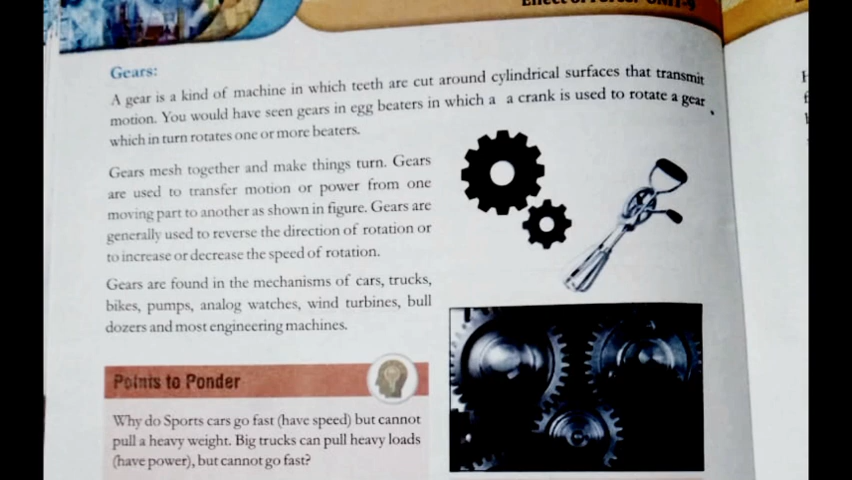 Effect of Force: UNIT-9
Gears:
A gear is a kind of machine in which teeth are cut around cylindrical surfaces that transmit
motion. You would have seen gears in egg beaters in which a a crank is used to rotate a gear
which in turn rotates one or more beaters.
Gears mesh together and make things turn. Gears
are used to transfer motion or power from one
moving part to another as shown in figure. Gears are
generally used to reverse the direction of rotation or
to increase or decrease the speed of rotation.
Gears are found in the mechanisms of cars, trucks,
bikes, pumps, analog watches, wind turbines, bull
dozers and most engineering machines.
Points to Ponder
Why do Sports cars go fast (have speed) but cannot
pull a heavy weight. Big trucks can pull heavy loads
(have power), but cannot go fast?